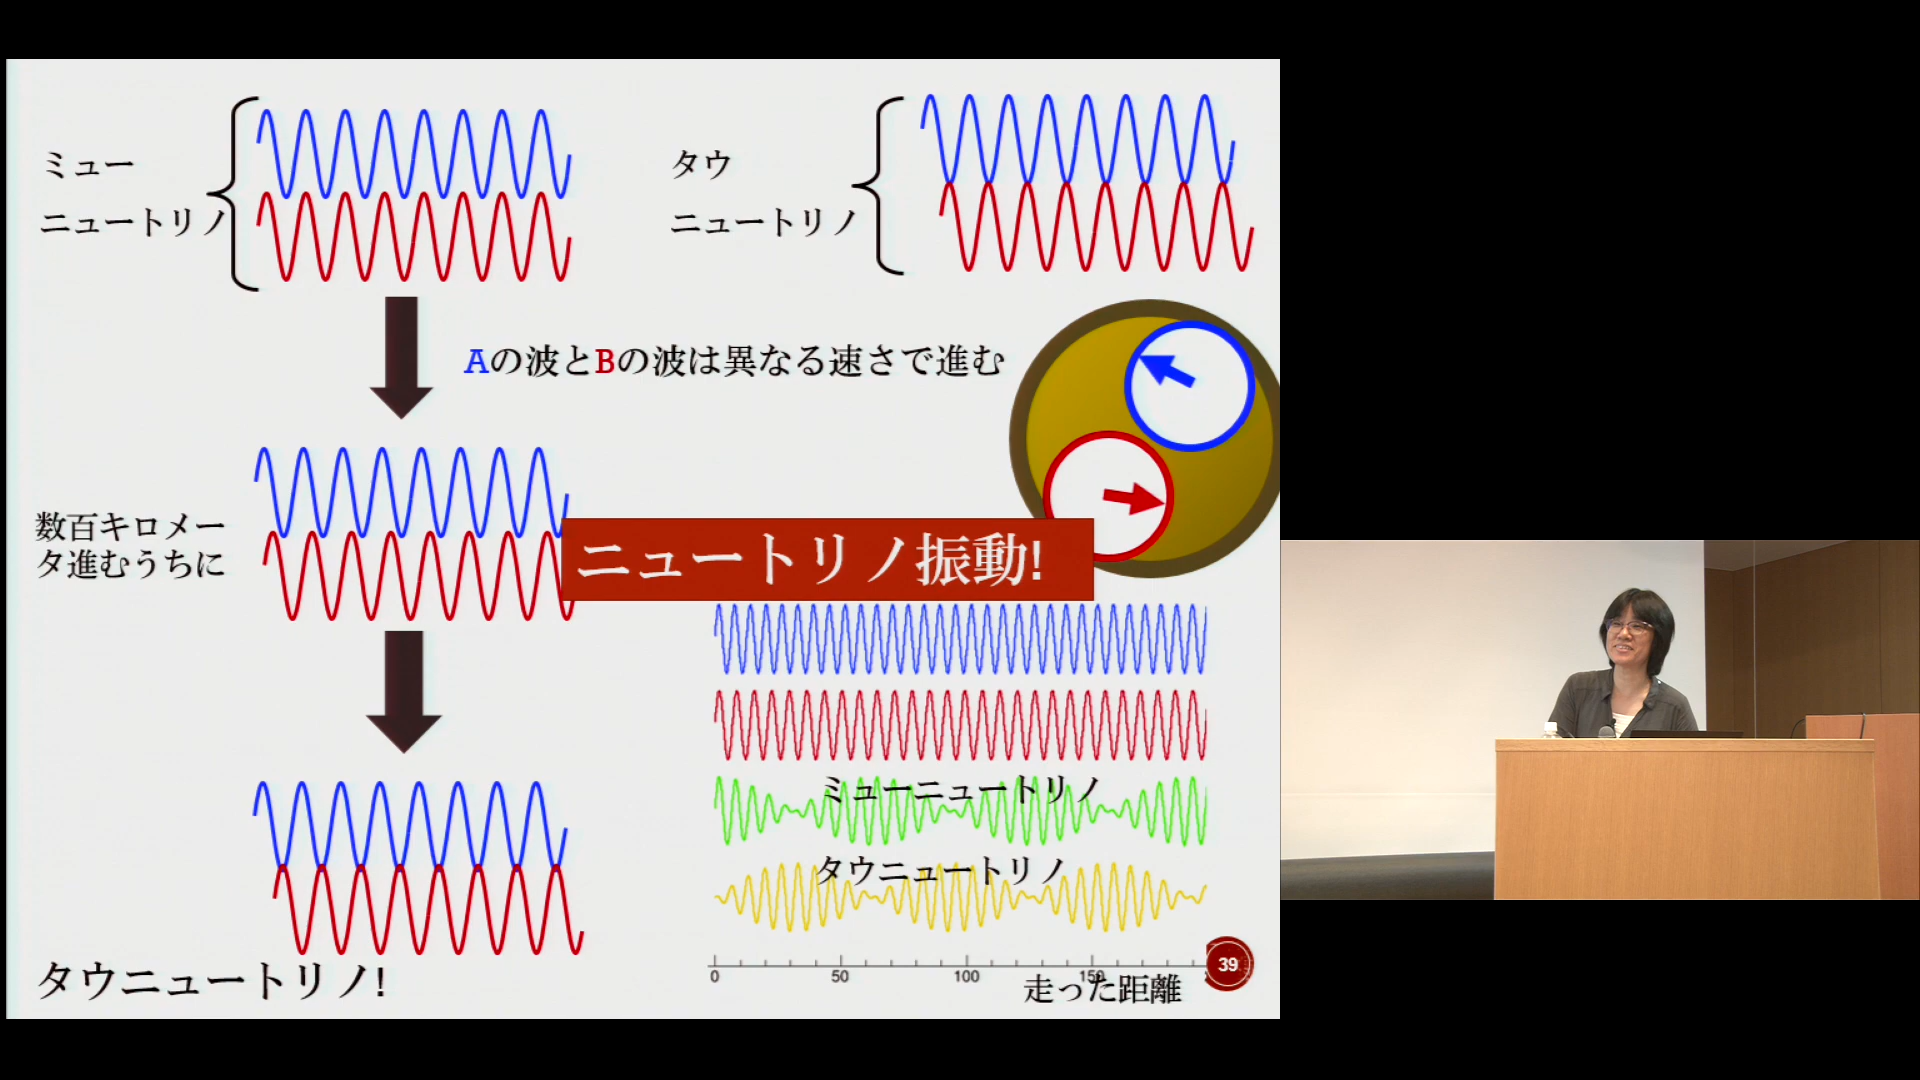 ミュー
ニュートリノ
タウ
ニュートリノ
Aの波とBの波は異なる速さで進む
数百キロメー
タ進むうちに
ニュートリノ振動!
ミューニュートリノ
タウニュートリノ
タウニュートリノ!
0 50 100 150
走った距離
39